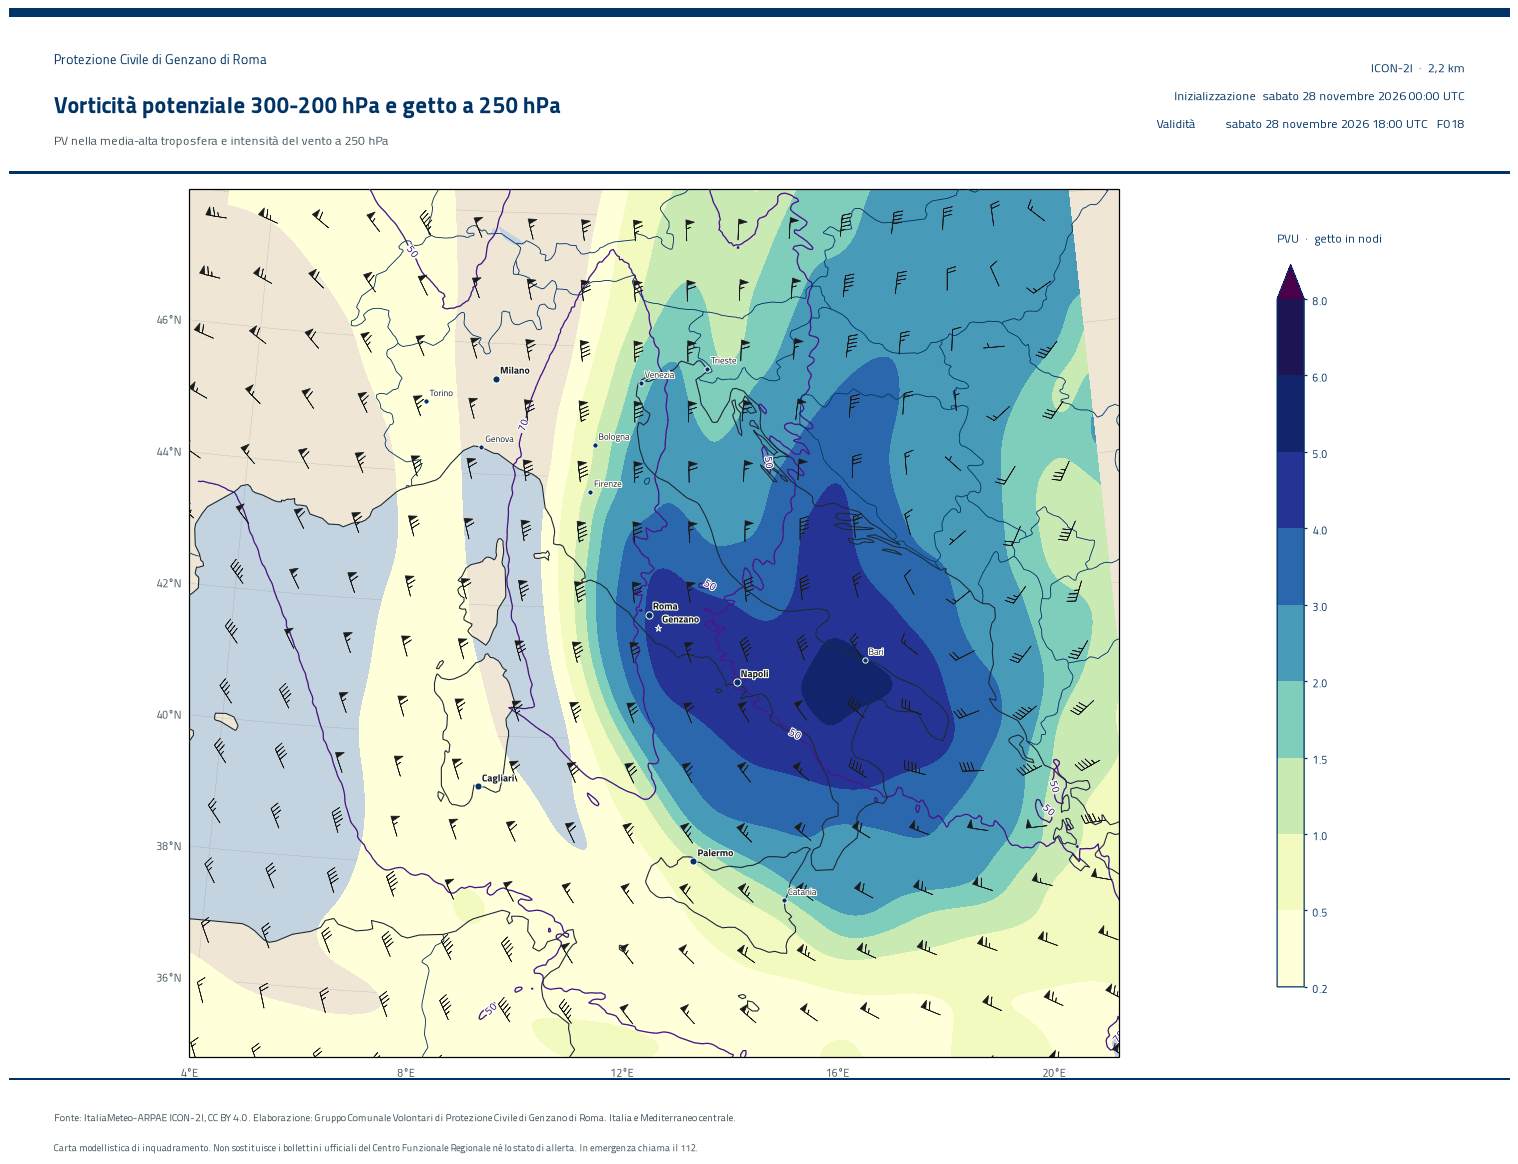 Protezione Civile di Genzano di Roma
Vorticità potenziale 300-200 hPa e getto a 250 hPa
PV nella media-alta troposfera e intensità del vento a 250 hPa
ICON-2I · 2,2 km
Inizializzazione sabato 28 novembre 2026 00:00 UTC
Validità sabato 28 novembre 2026 18:00 UTC F018
PVU · getto in nodi
8.0
6.0
5.0
4.0
3.0
2.0
1.5
1.0
0.5
0.2
46°N
44°N
42°N
40°N
38°N
36°N
4°E
8°E
12°E
16°E
20°E
50
Trieste
Milano
Venezia
Torino
70
Genova
Bologna
50
Firenze
50
Roma
Genzano
Bari
Napoli
50
Cagliari
50
50
Palermo
Catania
50
Fonte: ItaliaMeteo-ARPAE ICON-2I, CC BY 4.0. Elaborazione: Gruppo Comunale Volontari di Protezione Civile di Genzano di Roma. Italia e Mediterraneo centrale.
Carta modellistica di inquadramento. Non sostituisce i bollettini ufficiali del Centro Funzionale Regionale né lo stato di allerta. In emergenza chiama il 112.